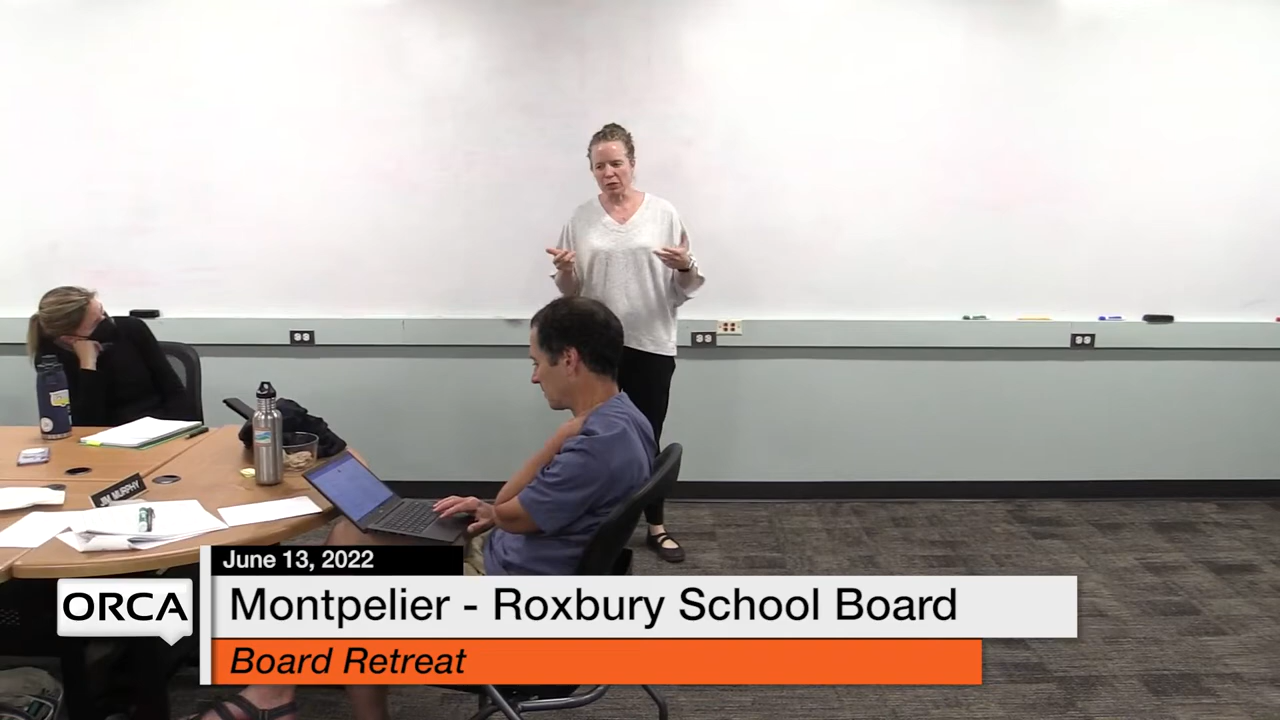 JIM MURPHY
June 13, 2022
ORCA
Montpelier - Roxbury School Board
Board Retreat